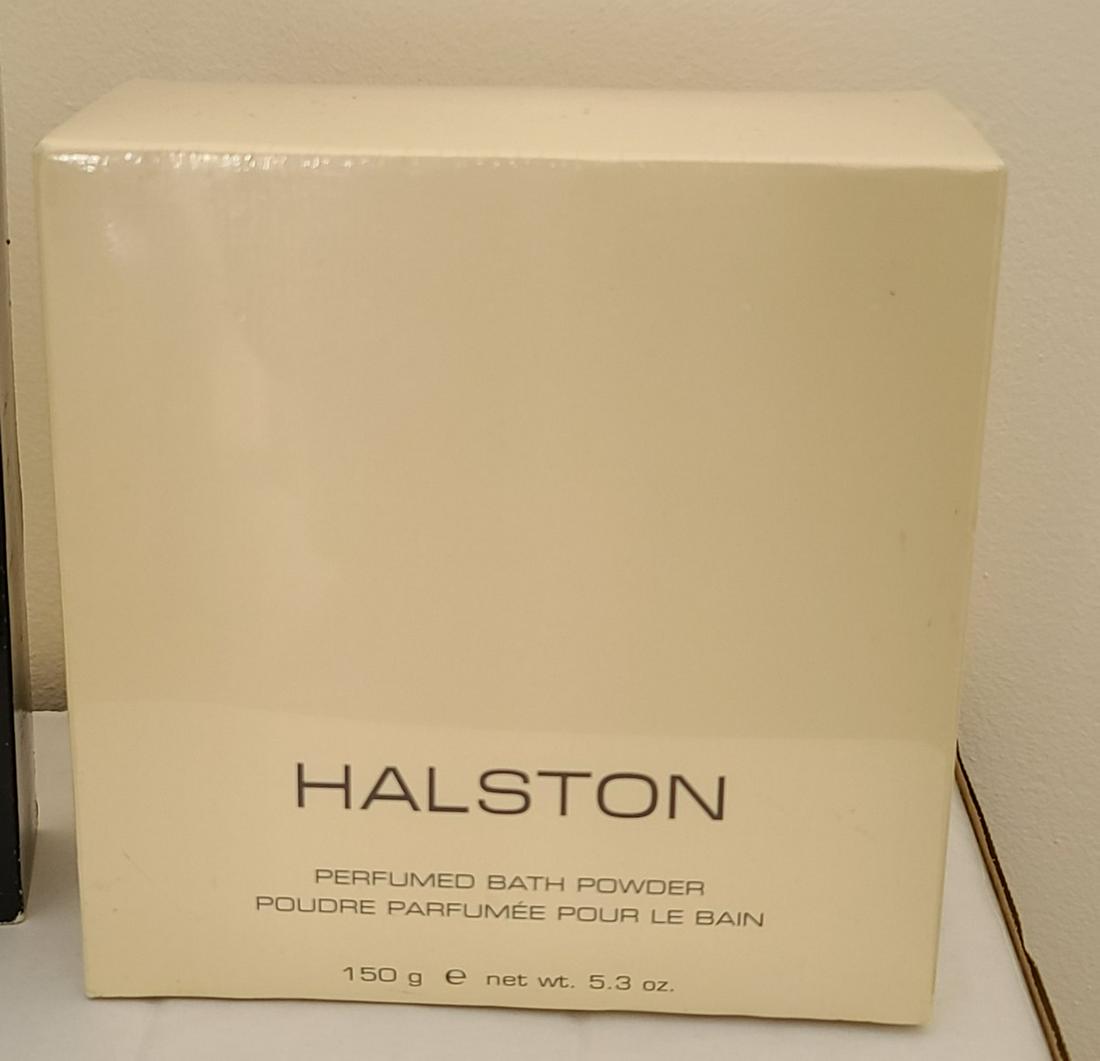 HALSTON
PERFUMED BATH POWDER
POUDRE PARFUMÉE POUR LE BAIN
150 g ℮ net wt. 5.3 oz.